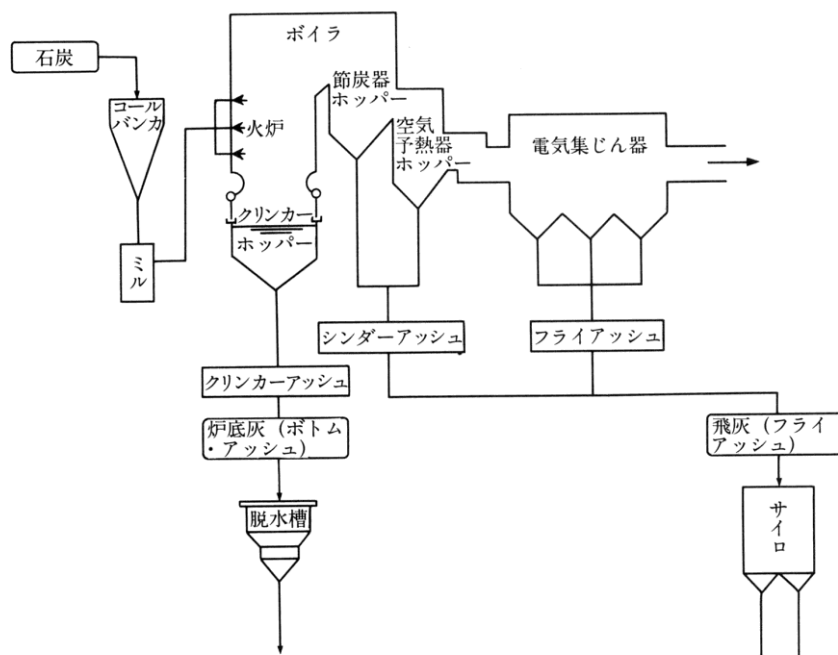 ボイラ
石炭
コール
バンカ
火炉
節炭器
ホッパー
空気
予熱器
ホッパー
電気集じん器
クリンカー
ホッパー
ミル
シンダーアッシュ
フライアッシュ
クリンカーアッシュ
炉底灰（ボトム
・アッシュ）
飛灰（フライ
アッシュ）
脱水槽
サイロ